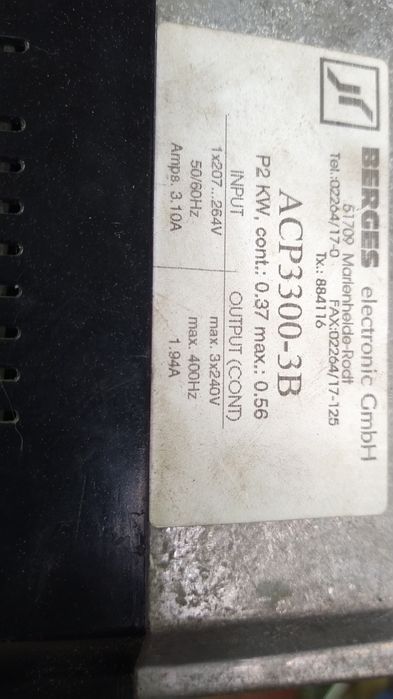 BERGES electronic GmbH
51709 Marienheide-Rodt
Tel.:02264/17-0 FAX:02264/17-125
Tx.: 884116
ACP3300-3B
P2 KW, cont.: 0.37 max.: 0.56
INPUT OUTPUT (CONT)
1x207...264V max. 3x240V
50/60Hz max. 400Hz
Amps. 3.10A 1.94A